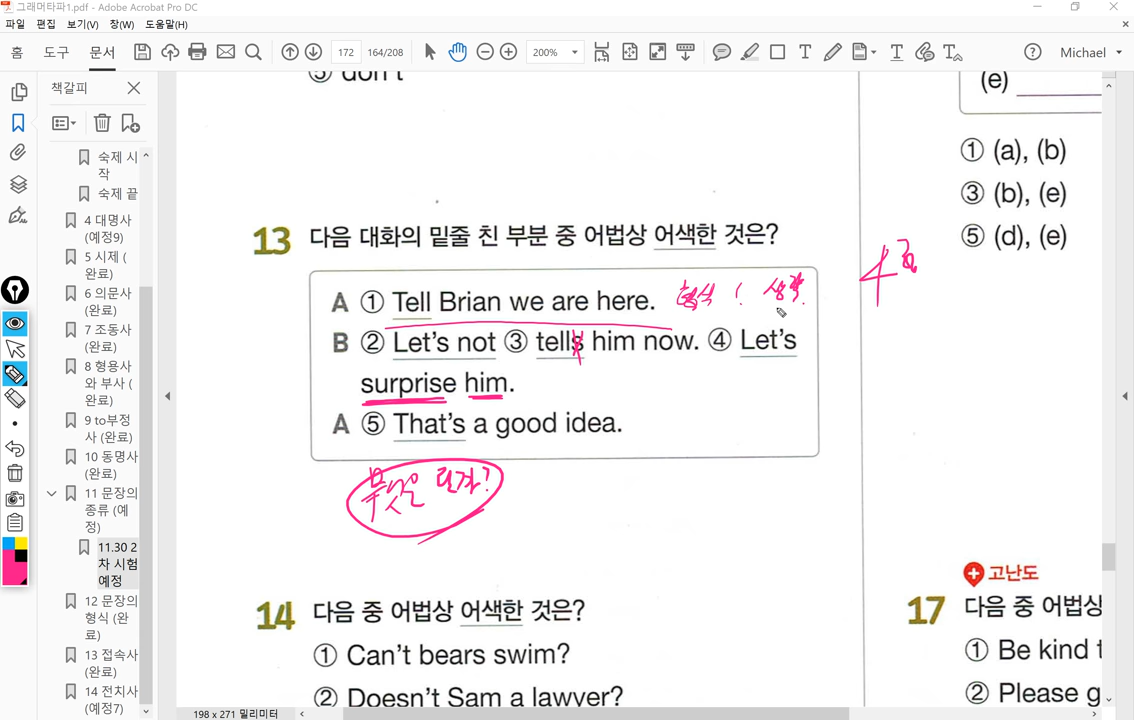 그래머타파1.pdf - Adobe Acrobat Pro DC
파일 편집 보기(V) 창(W) 도움말(H)
홈 도구 문서 172 164/208 200% Michael
책갈피
숙제 시
작
숙제 끝
4 대명사
(예정9)
5 시제 (
완료)
6 의문사
(완료)
7 조동사
(완료)
8 형용사
와 부사 (
완료)
9 to부정
사 (완료)
10 동명사
(완료)
11 문장의
종류 (예
정)
11.30 2
차 시험
예정
12 문장의
형식 (완
료)
13 접속사
(완료)
14 전치사
(예정7)
⑤ don't
13 다음 대화의 밑줄 친 부분 중 어법상 어색한 것은?
A ① Tell Brian we are here.
B ② Let's not ③ tells him now. ④ Let's
surprise him.
A ⑤ That's a good idea.
무엇은 뭔지?
14 다음 중 어법상 어색한 것은?
① Can't bears swim?
② Doesn't Sam a lawyer?
(e)
① (a), (b)
③ (b), (e)
⑤ (d), (e)
고난도
17 다음 중 어법상
① Be kind t
② Please g
198 x 271 밀리미터